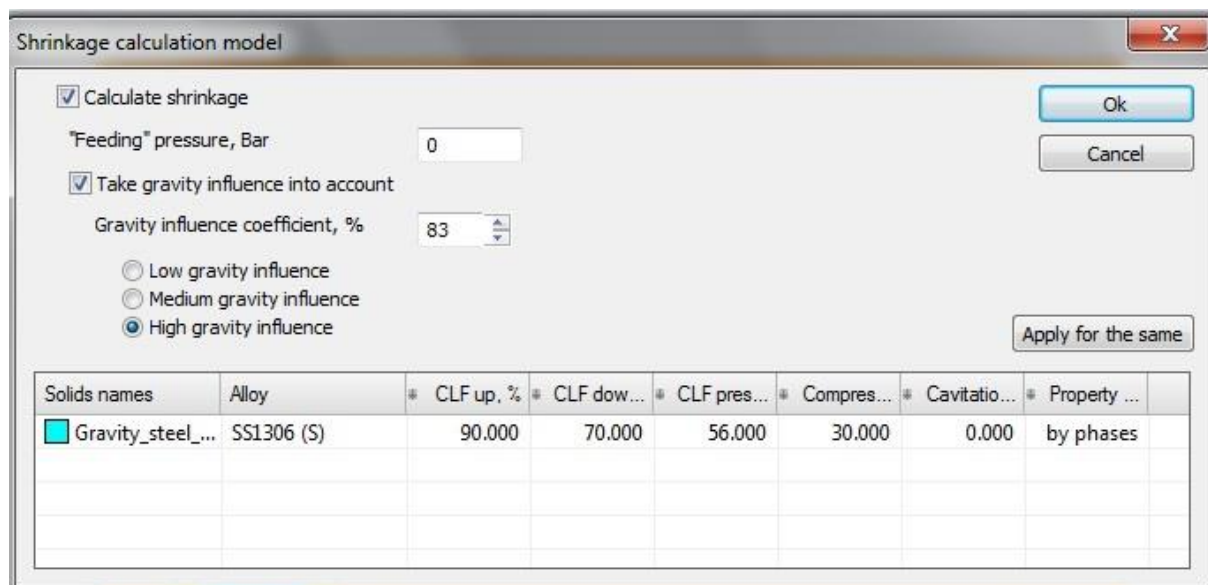 Shrinkage calculation model
Calculate shrinkage
Ok
"Feeding" pressure, Bar 0
Cancel
Take gravity influence into account
Gravity influence coefficient, % 83
Low gravity influence
Medium gravity influence
High gravity influence
Apply for the same
Solids names Alloy CLF up, % CLF dow... CLF pres... Compres... Cavitatio... Property ...
Gravity_steel_... SS1306 (S) 90.000 70.000 56.000 30.000 0.000 by phases